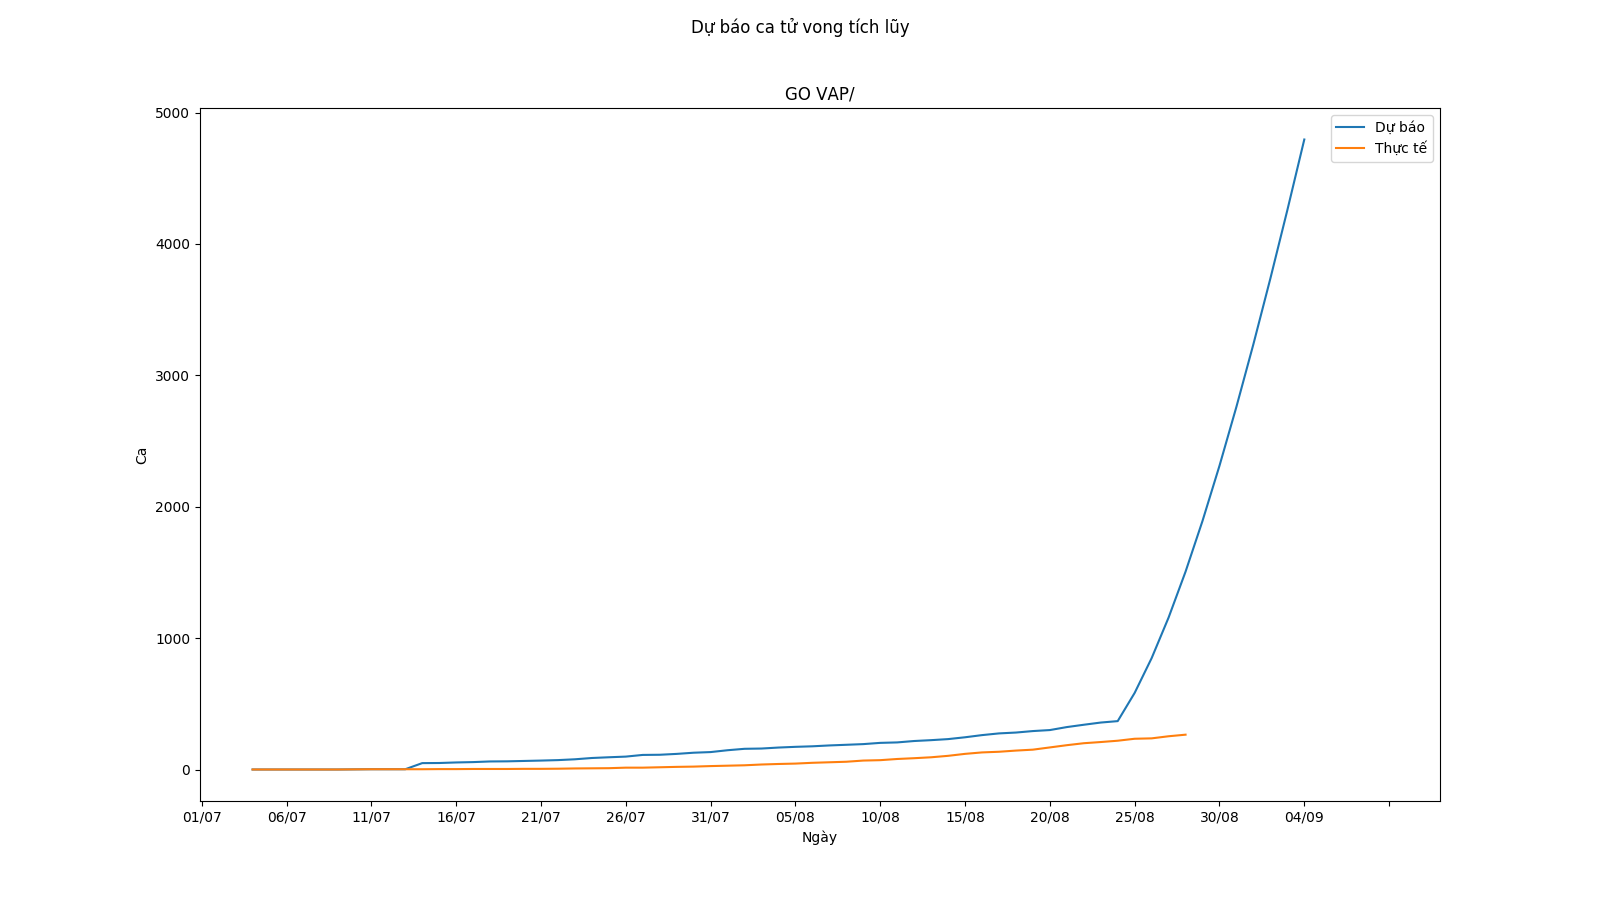 Dự báo ca tử vong tích lũy
GO VAP/
Dự báo
Thực tế
5000
4000
3000
2000
1000
0
Ca
01/07 06/07 11/07 16/07 21/07 26/07 31/07 05/08 10/08 15/08 20/08 25/08 30/08 04/09
Ngày